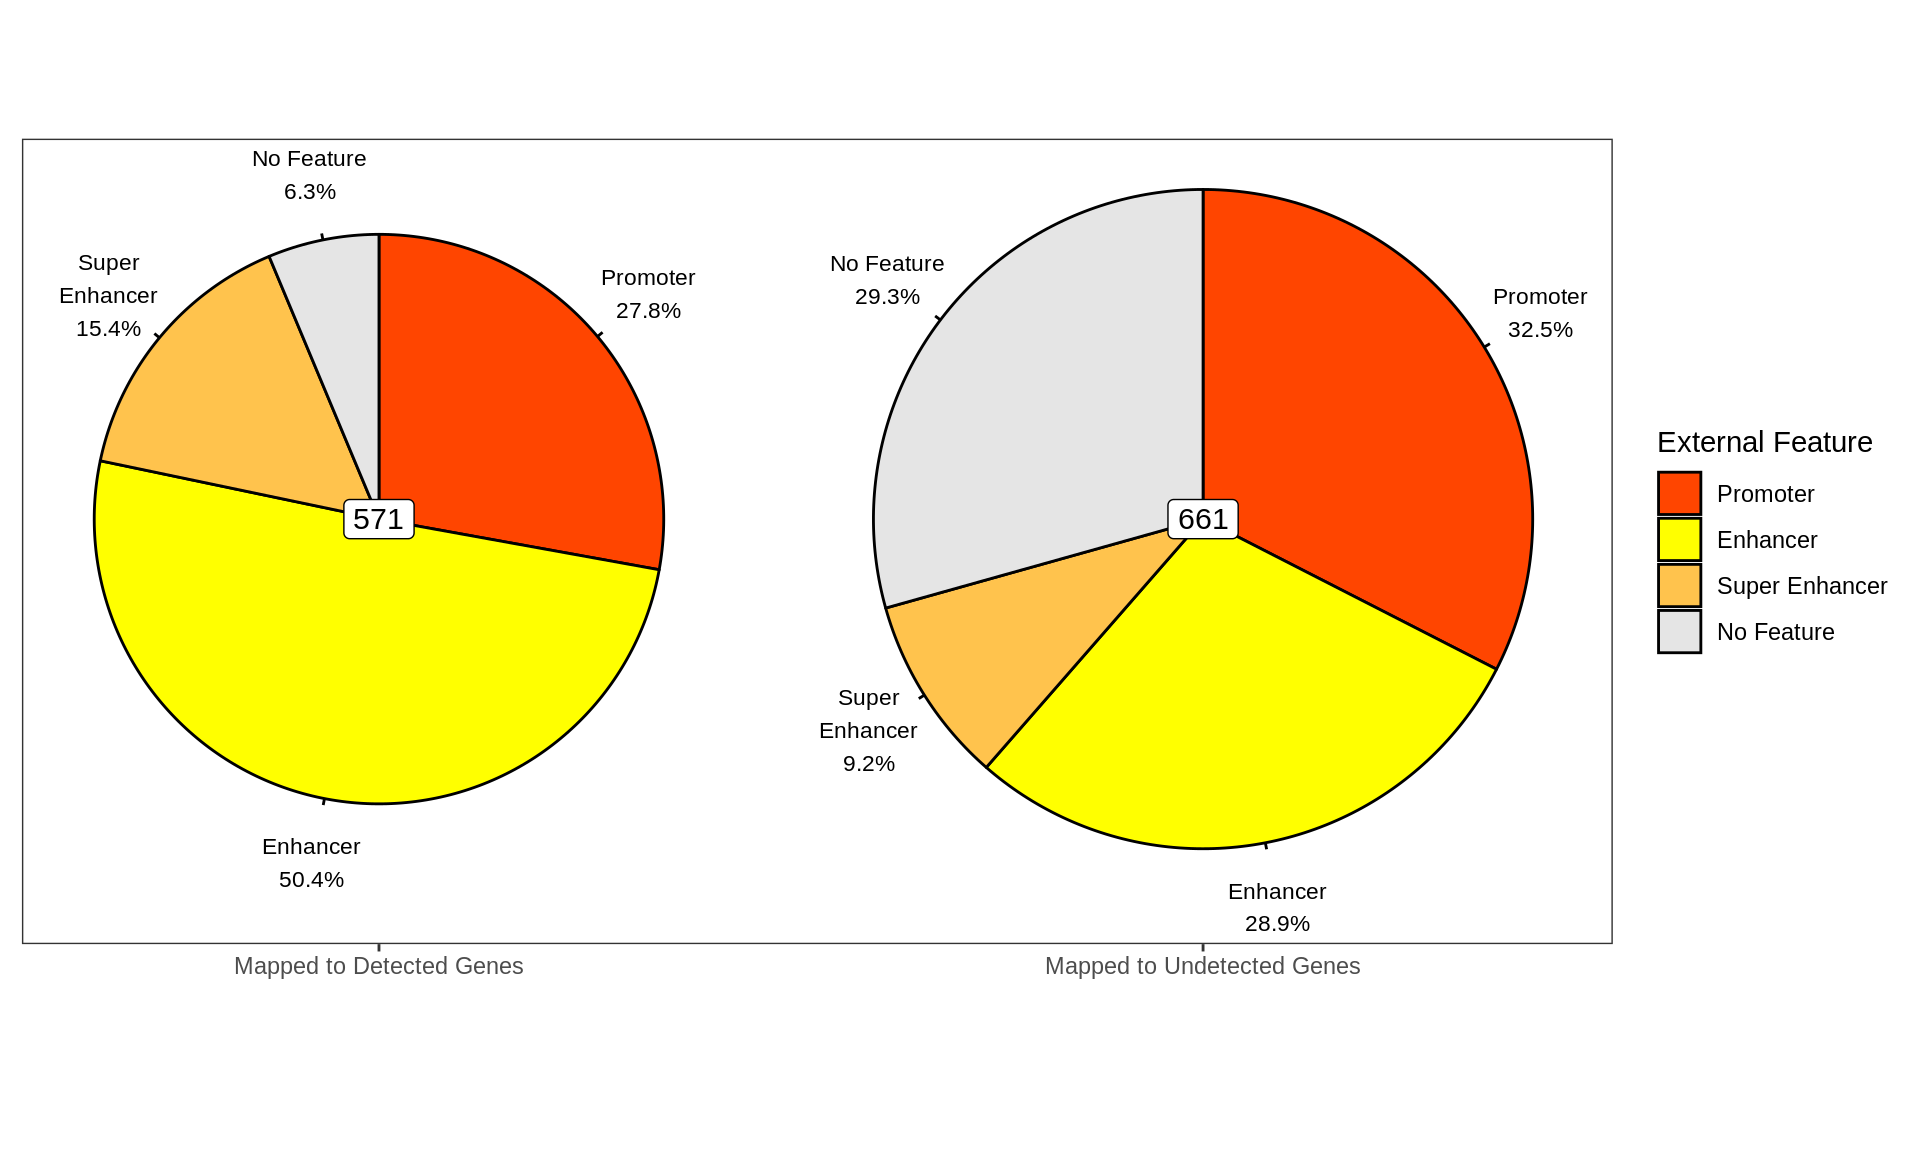 No Feature
6.3%
Super
Enhancer
15.4%
Promoter
27.8%
571
Enhancer
50.4%
Mapped to Detected Genes
No Feature
29.3%
Promoter
32.5%
661
Super
Enhancer
9.2%
Enhancer
28.9%
Mapped to Undetected Genes
External Feature
Promoter
Enhancer
Super Enhancer
No Feature